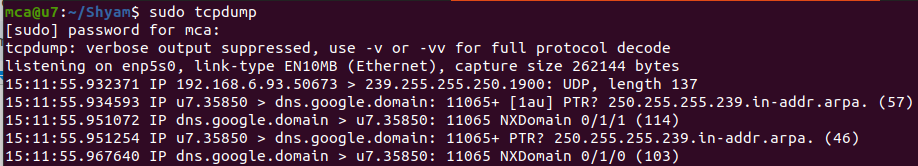 mca@u7:~/Shyam$ sudo tcpdump
[sudo] password for mca:
tcpdump: verbose output suppressed, use -v or -vv for full protocol decode
listening on enp5s0, link-type EN10MB (Ethernet), capture size 262144 bytes
15:11:55.932371 IP 192.168.6.93.50673 > 239.255.255.250.1900: UDP, length 137
15:11:55.934593 IP u7.35850 > dns.google.domain: 11065+ [1au] PTR? 250.255.255.239.in-addr.arpa. (57)
15:11:55.951072 IP dns.google.domain > u7.35850: 11065 NXDomain 0/1/1 (114)
15:11:55.951254 IP u7.35850 > dns.google.domain: 11065+ PTR? 250.255.255.239.in-addr.arpa. (46)
15:11:55.967640 IP dns.google.domain > u7.35850: 11065 NXDomain 0/1/0 (103)